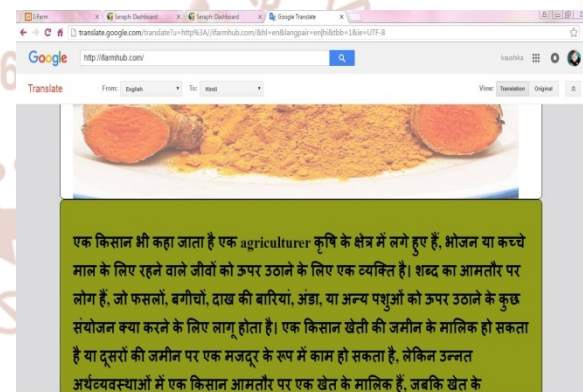 I-Farm
Seraph: Dashboard
Seraph: Dashboard
Google Translate
translate.google.com/translate?u=http%3A//ifarmhub.com/&hl=en&langpair=en|hi&tbb=1&ie=UTF-8
Google http://ifarmhub.com/ kaushika 0
Translate From: English To: Hindi View: Translation Original
एक किसान भी कहा जाता है एक agriculturer कृषि के क्षेत्र में लगे हुए हैं, भोजन या कच्चे
माल के लिए रहने वाले जीवों को ऊपर उठाने के लिए एक व्यक्ति है। शब्द का आमतौर पर
लोग हैं, जो फसलों, बगीचों, दाख की बारियां, अंडा, या अन्य पशुओं को ऊपर उठाने के कुछ
संयोजन क्या करने के लिए लागू होता है। एक किसान खेती की जमीन के मालिक हो सकता
है या दूसरों की जमीन पर एक मजदूर के रूप में काम हो सकता है, लेकिन उन्नत
अर्थव्यवस्थाओं में एक किसान आमतौर पर एक खेत के मालिक हैं, जबकि खेत के